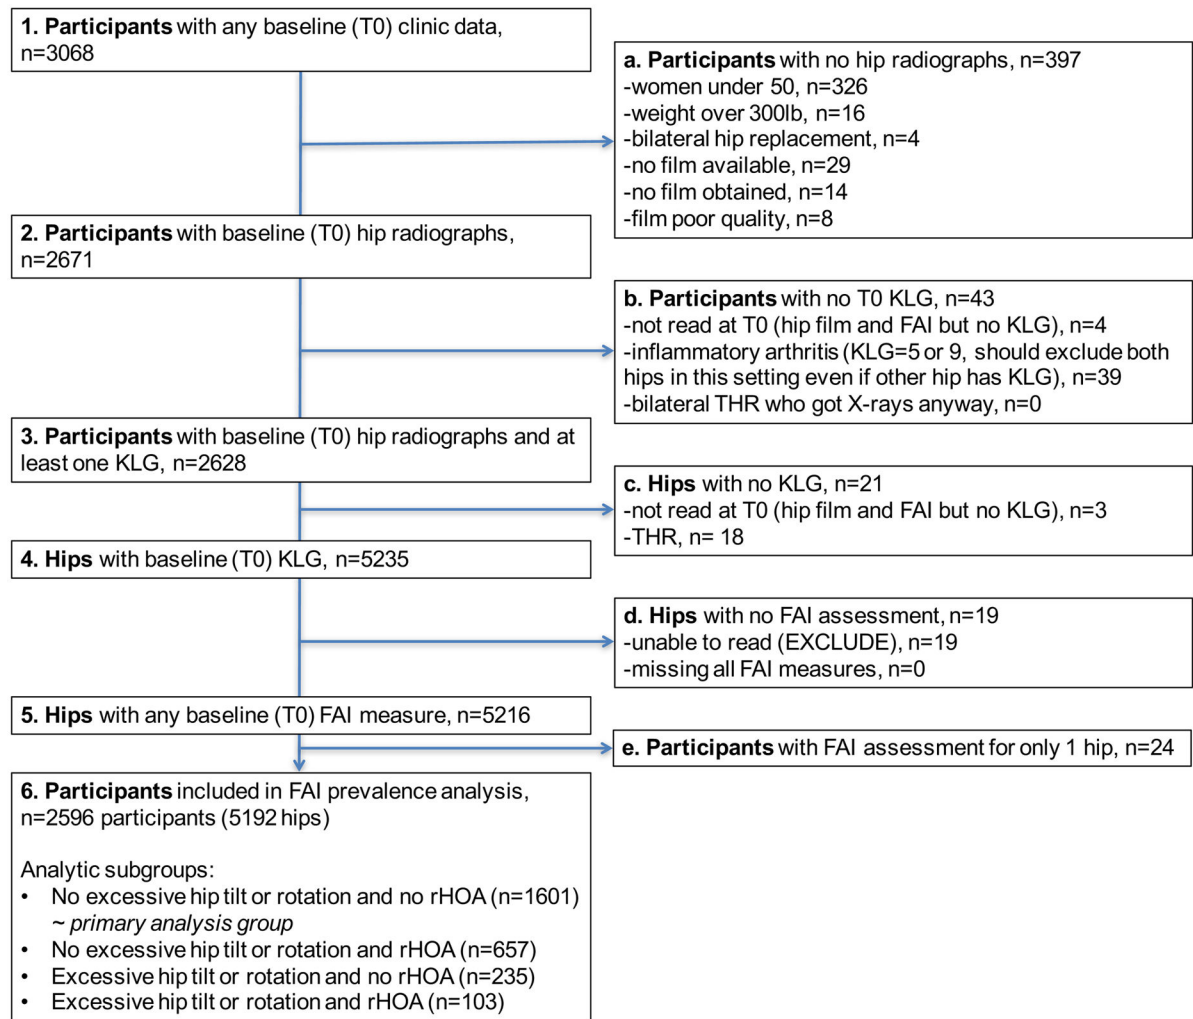 1. Participants with any baseline (T0) clinic data,
n=3068
a. Participants with no hip radiographs, n=397
-women under 50, n=326
-weight over 300lb, n=16
-bilateral hip replacement, n=4
-no film available, n=29
-no film obtained, n=14
-film poor quality, n=8
2. Participants with baseline (T0) hip radiographs,
n=2671
b. Participants with no T0 KLG, n=43
-not read at T0 (hip film and FAI but no KLG), n=4
-inflammatory arthritis (KLG=5 or 9, should exclude both
hips in this setting even if other hip has KLG), n=39
-bilateral THR who got X-rays anyway, n=0
3. Participants with baseline (T0) hip radiographs and at
least one KLG, n=2628
c. Hips with no KLG, n=21
-not read at T0 (hip film and FAI but no KLG), n=3
-THR, n= 18
4. Hips with baseline (T0) KLG, n=5235
d. Hips with no FAI assessment, n=19
-unable to read (EXCLUDE), n=19
-missing all FAI measures, n=0
5. Hips with any baseline (T0) FAI measure, n=5216
e. Participants with FAI assessment for only 1 hip, n=24
6. Participants included in FAI prevalence analysis,
n=2596 participants (5192 hips)
Analytic subgroups:
• No excessive hip tilt or rotation and no rHOA (n=1601)
~ primary analysis group
• No excessive hip tilt or rotation and rHOA (n=657)
• Excessive hip tilt or rotation and no rHOA (n=235)
• Excessive hip tilt or rotation and rHOA (n=103)